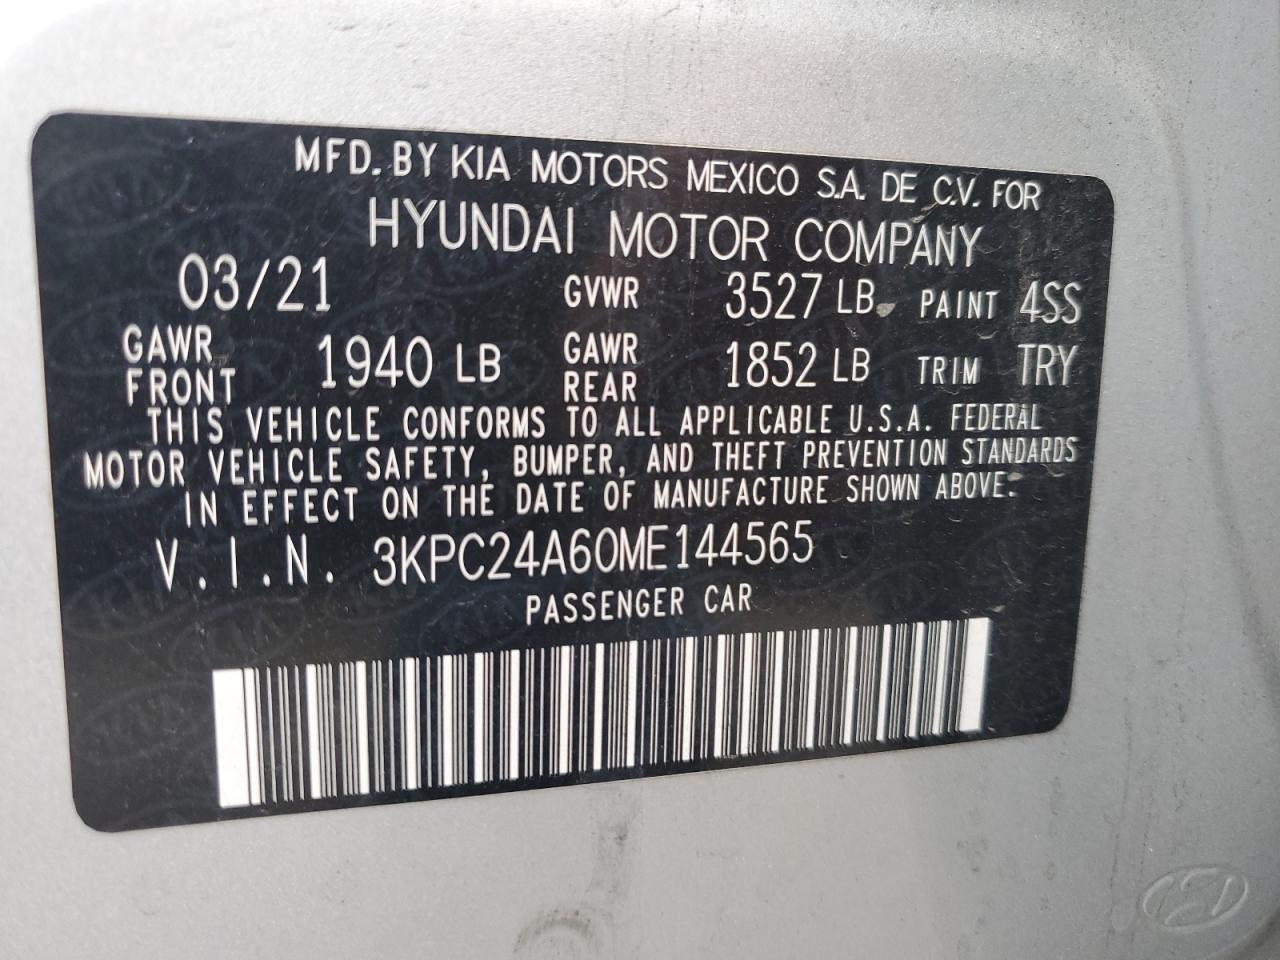 MFD. BY KIA MOTORS MEXICO S.A. DE C.V. FOR
HYUNDAI MOTOR COMPANY
03/21 GVWR 3527 LB PAINT 4SS
GAWR FRONT 1940 LB GAWR REAR 1852 LB TRIM TRY
THIS VEHICLE CONFORMS TO ALL APPLICABLE U.S.A. FEDERAL
MOTOR VEHICLE SAFETY, BUMPER, AND THEFT PREVENTION STANDARDS
IN EFFECT ON THE DATE OF MANUFACTURE SHOWN ABOVE.
V.I.N. 3KPC24A60ME144565
PASSENGER CAR